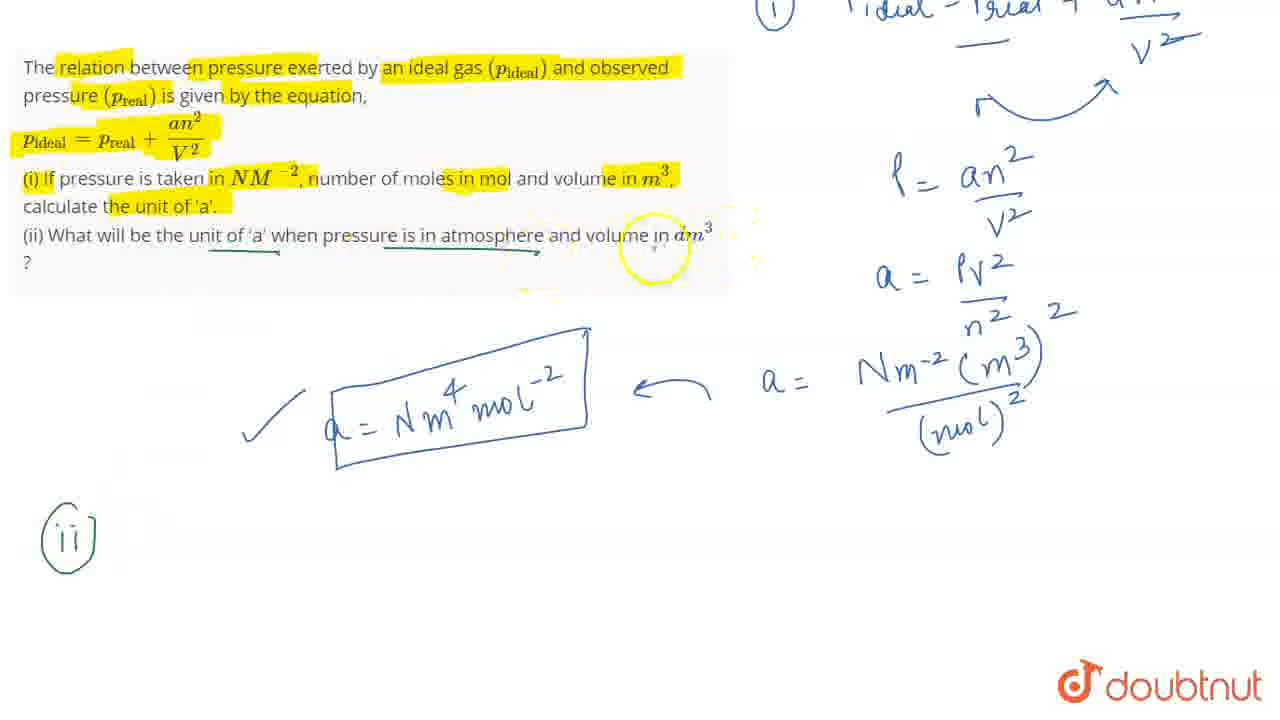 The relation between pressure exerted by an ideal gas (p_ideal) and observed
pressure (p_real) is given by the equation,
p_ideal = p_real + an²/V²
(i) If pressure is taken in NM⁻², number of moles in mol and volume in m³,
calculate the unit of 'a'.
(ii) What will be the unit of 'a' when pressure is in atmosphere and volume in dm³
?
(i) Pideal = Preal + an²/V²
P = an²/V²
a = PV²/n²
a = Nm⁻² (m³)²/(mol)²
a = Nm⁴ mol⁻²
(ii)
doubtnut